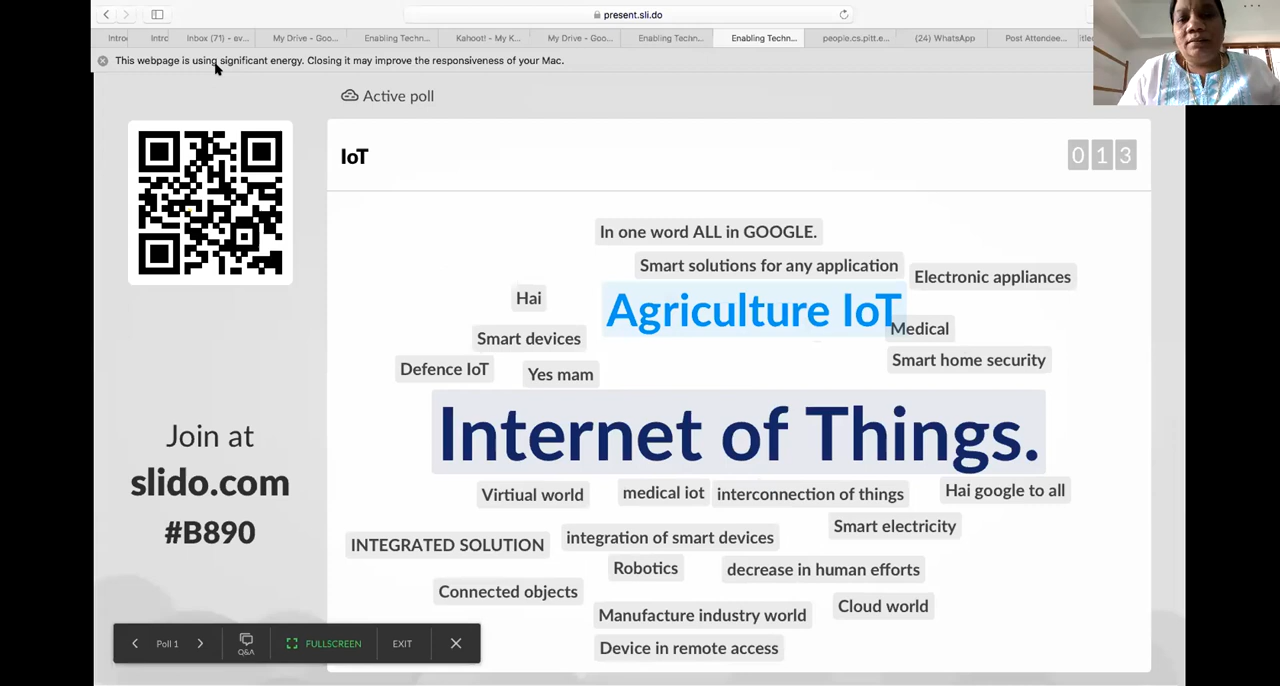 present.sli.do
Intro
Intro
Inbox (71) - ev...
My Drive - Goo...
Enabling Techn...
Kahoot! - My K...
My Drive - Goo...
Enabling Techn...
Enabling Techn...
people.cs.pitt.e...
(24) WhatsApp
Post Attendee...
This webpage is using significant energy. Closing it may improve the responsiveness of your Mac.
Active poll
IoT
013
In one word ALL in GOOGLE.
Smart solutions for any application
Electronic appliances
Hai
Agriculture IoT
Medical
Smart devices
Smart home security
Defence IoT
Yes mam
Internet of Things.
Virtiual world
medical iot
interconnection of things
Hai google to all
Smart electricity
INTEGRATED SOLUTION
integration of smart devices
Robotics
decrease in human efforts
Connected objects
Cloud world
Manufacture industry world
Device in remote access
Join at
slido.com
#B890
Poll 1
Q&A
FULLSCREEN
EXIT